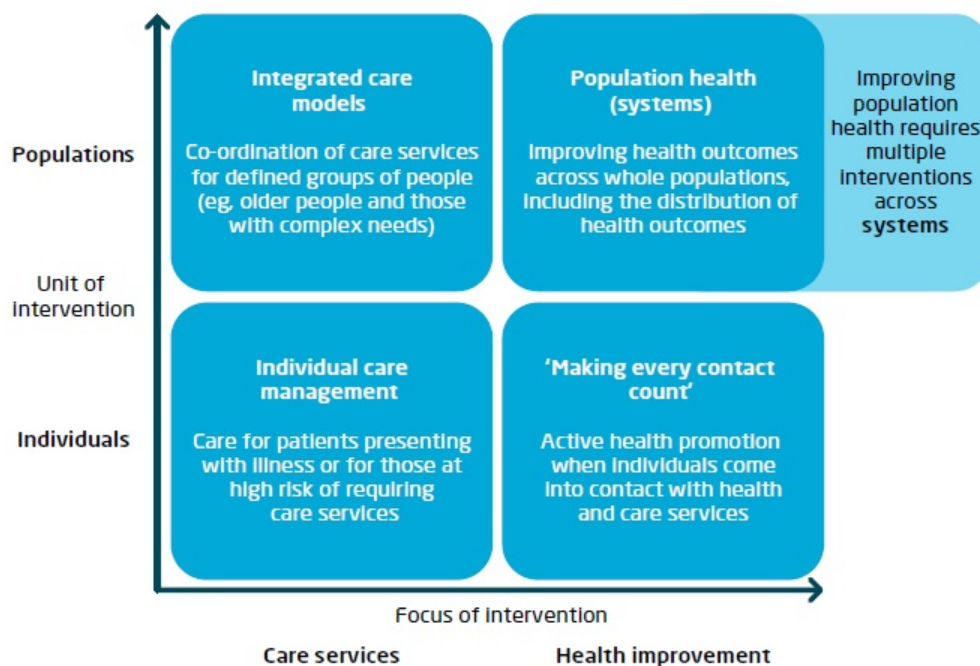 Integrated care
models
Co-ordination of care services
for defined groups of people
(eg, older people and those
with complex needs)
Population health
(systems)
Improving health outcomes
across whole populations,
including the distribution of
health outcomes
Improving
population
health requires
multiple
interventions
across
systems
Populations
Unit of
intervention
Individuals
Individual care
management
Care for patients presenting
with illness or for those at
high risk of requiring
care services
‘Making every contact
count’
Active health promotion
when individuals come
into contact with health
and care services
Focus of intervention
Care services
Health improvement